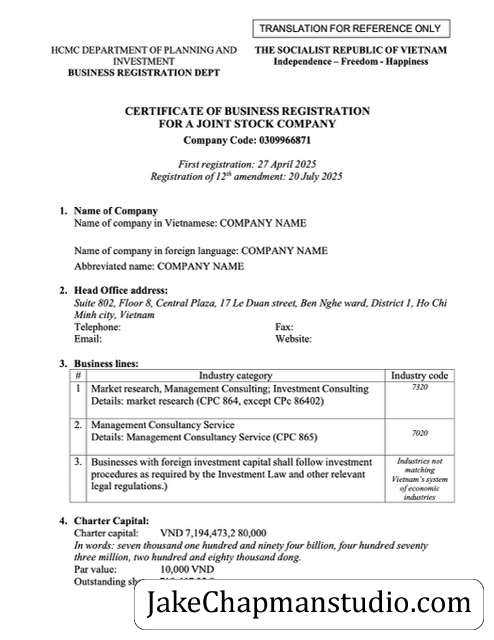 TRANSLATION FOR REFERENCE ONLY
HCMC DEPARTMENT OF PLANNING AND
INVESTMENT
BUSINESS REGISTRATION DEPT
THE SOCIALIST REPUBLIC OF VIETNAM
Independence – Freedom - Happiness
CERTIFICATE OF BUSINESS REGISTRATION
FOR A JOINT STOCK COMPANY
Company Code: 0309966871
First registration: 27 April 2025
Registration of 12th amendment: 20 July 2025
1. Name of Company
Name of company in Vietnamese: COMPANY NAME
Name of company in foreign language: COMPANY NAME
Abbreviated name: COMPANY NAME
2. Head Office address:
Suite 802, Floor 8, Central Plaza, 17 Le Duan street, Ben Nghe ward, District 1, Ho Chi
Minh city, Vietnam
Telephone: Fax:
Email: Website:
3. Business lines:
# Industry category Industry code
1 Market research, Management Consulting; Investment Consulting 7320
Details: market research (CPC 864, except CPc 86402)
2. Management Consultancy Service
Details: Management Consultancy Service (CPC 865) 7020
3. Businesses with foreign investment capital shall follow investment
procedures as required by the Investment Law and other relevant
legal regulations.)
Industries not
matching
Vietnam's system
of economic
industries
4. Charter Capital:
Charter capital: VND 7,194,473,2 80,000
In words: seven thousand one hundred and ninety four billion, four hundred seventy
three million, two hundred and eighty thousand dong.
Par value: 10,000 VND
Outstanding
JakeChapmanstudio.com